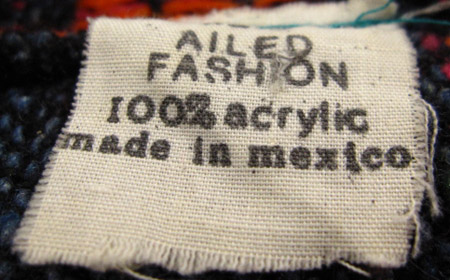 AILED
FASHION
100% acrylic
made in mexico